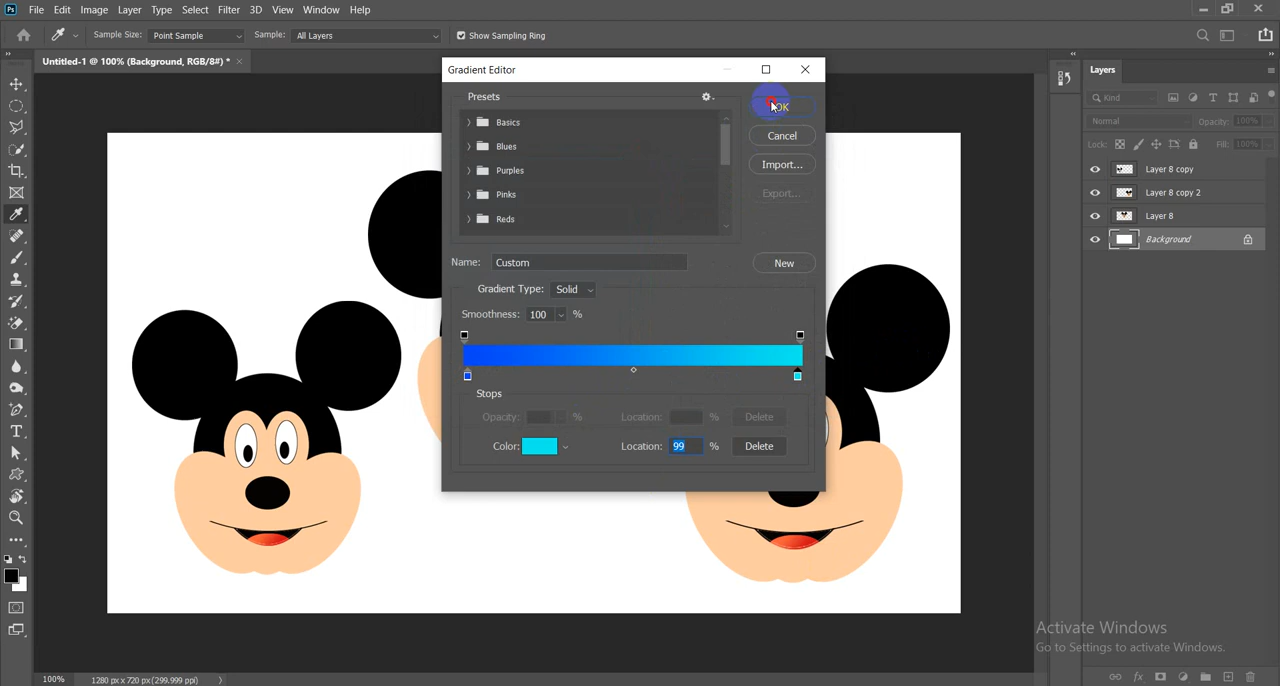 Ps File Edit Image Layer Type Select Filter 3D View Window Help
Sample Size: Point Sample Sample: All Layers Show Sampling Ring
Untitled-1 @ 100% (Background, RGB/8#) * ×
Gradient Editor
Presets
Basics
Blues
Purples
Pinks
Reds
OK
Cancel
Import...
Export...
Name: Custom
New
Gradient Type: Solid
Smoothness: 100 %
Stops
Opacity: % Location: % Delete
Color: Location: 99 % Delete
Layers
Kind
Normal Opacity: 100%
Lock: Fill: 100%
Layer 8 copy
Layer 8 copy 2
Layer 8
Background
Activate Windows
Go to Settings to activate Windows.
100% 1280 px x 720 px (299.999 ppi)